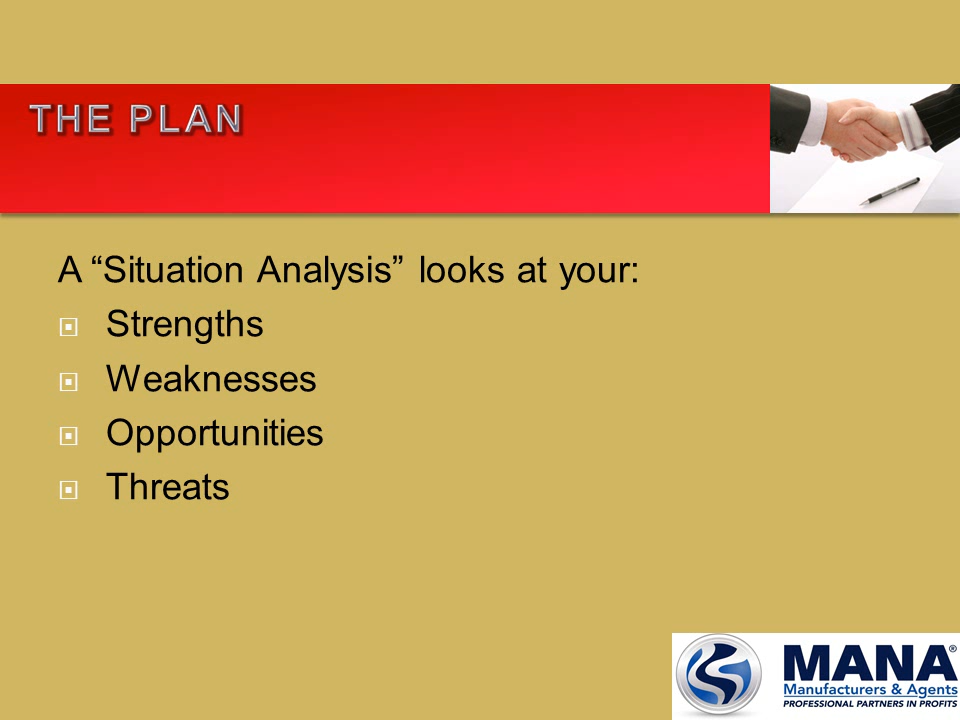 THE PLAN
A “Situation Analysis” looks at your:
Strengths
Weaknesses
Opportunities
Threats
MANA®
Manufacturers & Agents
PROFESSIONAL PARTNERS IN PROFITS